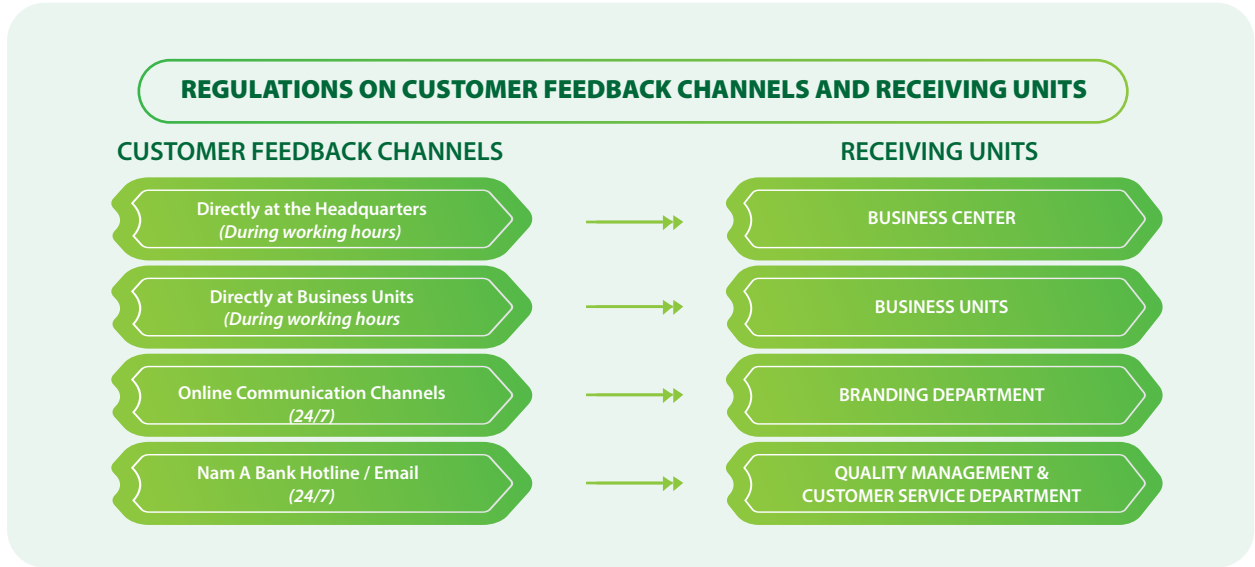 REGULATIONS ON CUSTOMER FEEDBACK CHANNELS AND RECEIVING UNITS
CUSTOMER FEEDBACK CHANNELS
RECEIVING UNITS
Directly at the Headquarters
(During working hours)
BUSINESS CENTER
Directly at Business Units
(During working hours
BUSINESS UNITS
Online Communication Channels
(24/7)
BRANDING DEPARTMENT
Nam A Bank Hotline / Email
(24/7)
QUALITY MANAGEMENT &
CUSTOMER SERVICE DEPARTMENT